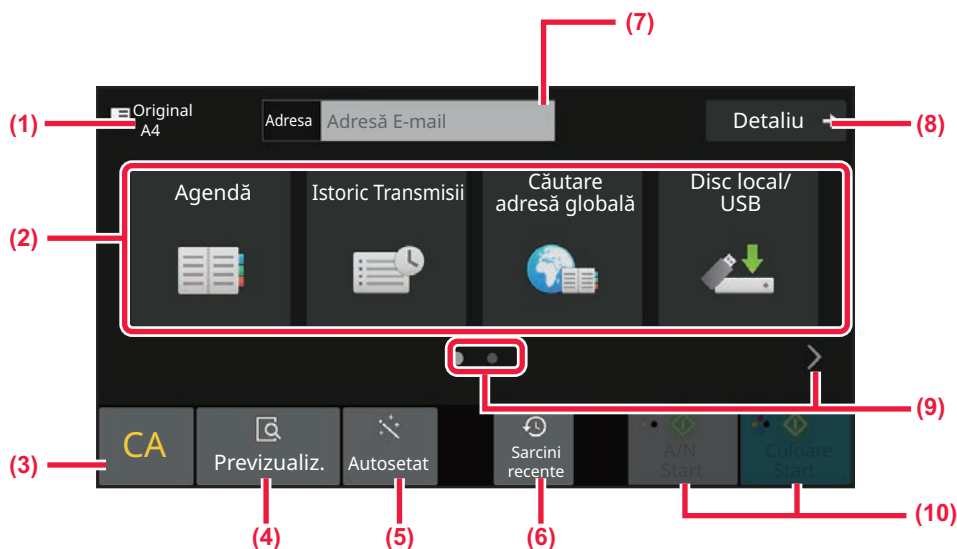 (7)
(1)
Original
A4
Adresa
Adresă E-mail
Detaliu
(8)
(2)
Agendă
Istoric Transmisii
Căutare
adresă globală
Disc local/
USB
(9)
(3)
CA
Previzualiz.
Autosetat
Sarcini
recente
A/N
Start
Culoare
Start
(4)
(5)
(6)
(10)